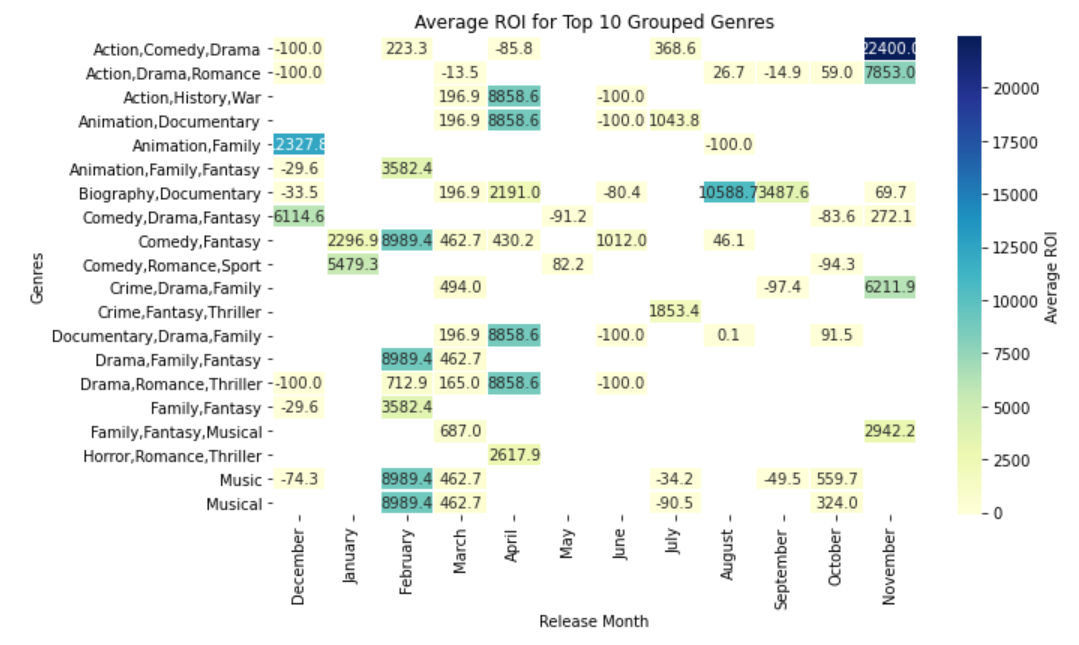 Average ROI for Top 10 Grouped Genres
Action,Comedy,Drama -100.0 223.3 -85.8 368.6 22400.0
Action,Drama,Romance -100.0 -13.5 26.7 -14.9 59.0 7853.0
Action,History,War 196.9 8858.6 -100.0
Animation,Documentary 196.9 8858.6 -100.0 1043.8
Animation,Family 2327.8 -100.0
Animation,Family,Fantasy -29.6 3582.4
Biography,Documentary -33.5 196.9 2191.0 -80.4 10588.7 3487.6 69.7
Comedy,Drama,Fantasy 6114.6 -91.2 -83.6 272.1
Comedy,Fantasy 2296.9 8989.4 462.7 430.2 1012.0 46.1
Comedy,Romance,Sport 5479.3 82.2 -94.3
Crime,Drama,Family 494.0 -97.4 6211.9
Crime,Fantasy,Thriller 1853.4
Documentary,Drama,Family 196.9 8858.6 -100.0 0.1 91.5
Drama,Family,Fantasy 8989.4 462.7
Drama,Romance,Thriller -100.0 712.9 165.0 8858.6 -100.0
Family,Fantasy -29.6 3582.4
Family,Fantasy,Musical 687.0 2942.2
Horror,Romance,Thriller 2617.9
Music -74.3 8989.4 462.7 -34.2 -49.5 559.7
Musical 8989.4 462.7 -90.5 324.0
Genres
December January February March April May June July August September October November
Release Month
20000
17500
15000
12500
10000
7500
5000
2500
0
Average ROI